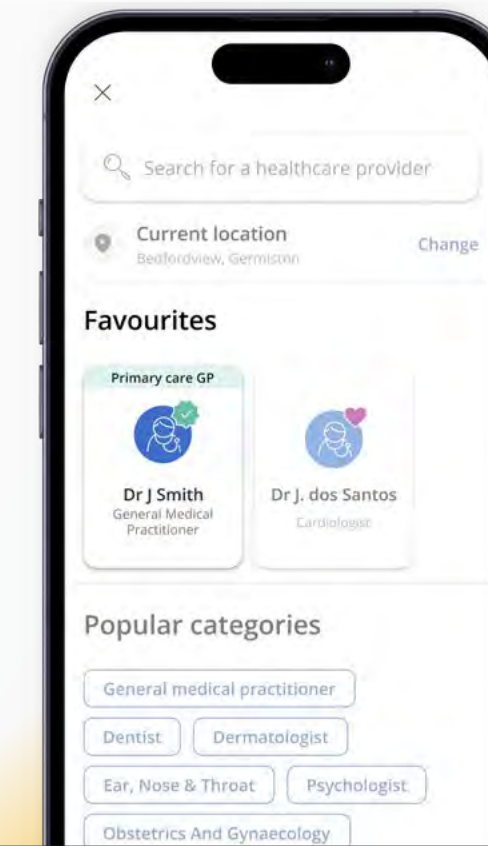 Search for a healthcare provider
Current location
Change
Bedfordview, Germiston
Favourites
Primary care GP
Dr J Smith
General Medical
Practitioner
Dr J. dos Santos
Cardiologist
Popular categories
General medical practitioner
Dentist
Dermatologist
Ear, Nose & Throat
Psychologist
Obstetrics And Gynaecology